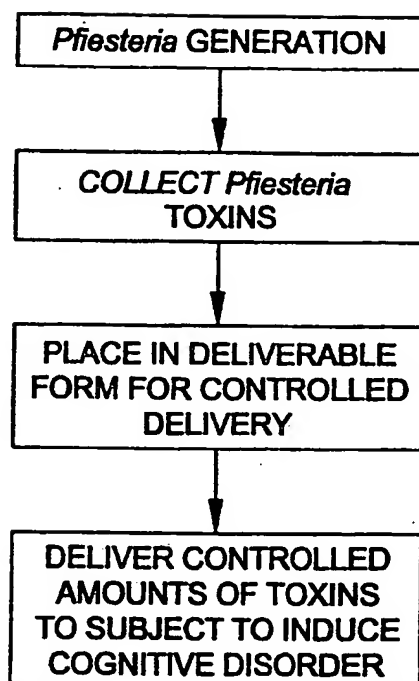 Pfiesteria GENERATION
COLLECT Pfiesteria
TOXINS
PLACE IN DELIVERABLE
FORM FOR CONTROLLED
DELIVERY
DELIVER CONTROLLED
AMOUNTS OF TOXINS
TO SUBJECT TO INDUCE
COGNITIVE DISORDER